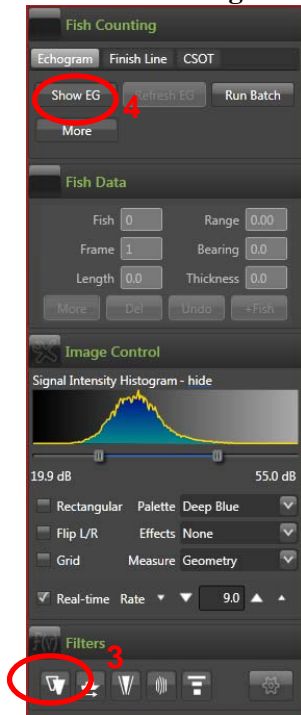 Fish Counting
Echogram Finish Line CSOT
Show EG Refresh EG Run Batch
4
More
Fish Data
Fish 0 Range 0.00
Frame 1 Bearing 0.0
Length 0.0 Thickness 0.0
More Del Undo +Fish
Image Control
Signal Intensity Histogram - hide
19.9 dB 55.0 dB
Rectangular Palette Deep Blue
Flip L/R Effects None
Grid Measure Geometry
Real-time Rate 9.0
Filters
3